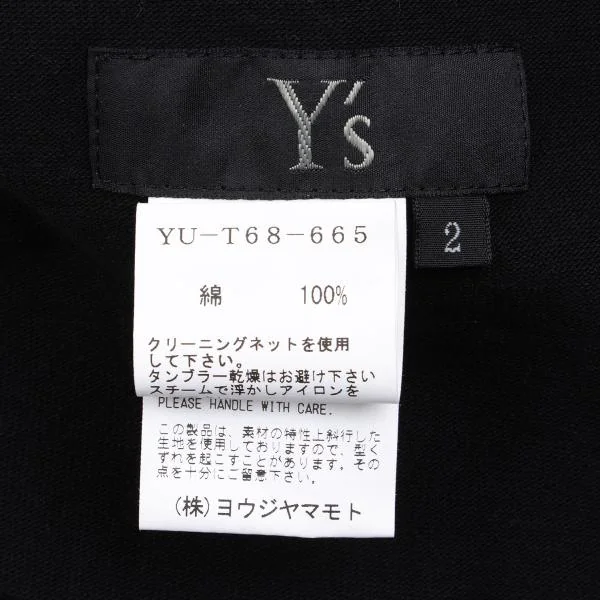 Y's
2
YU－T68－665
綿 100%
クリーニングネットを使用
して下さい。
タンブラー乾燥はお避け下さい
スチームで浮かしアイロンを
PLEASE HANDLE WITH CARE.
この製品は、素材の特性上斜行した
生地を使用しておりますので、型く
ずれを起こすことがあります。その
点を十分にご留意下さい。
(株)ヨウジヤマモト